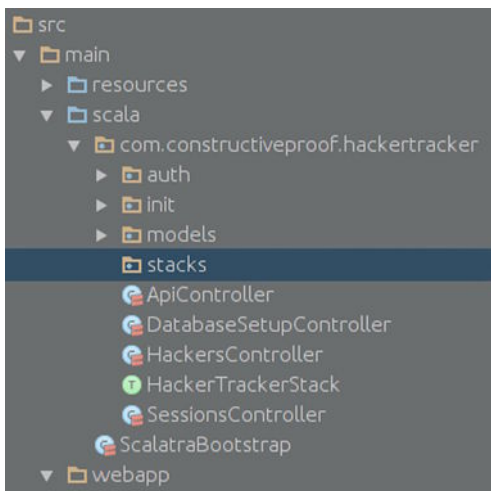 src
main
resources
scala
com.constructiveproof.hackertracker
auth
init
models
stacks
ApiController
DatabaseSetupController
HackersController
T HackerTrackerStack
SessionsController
ScalatraBootstrap
webapp